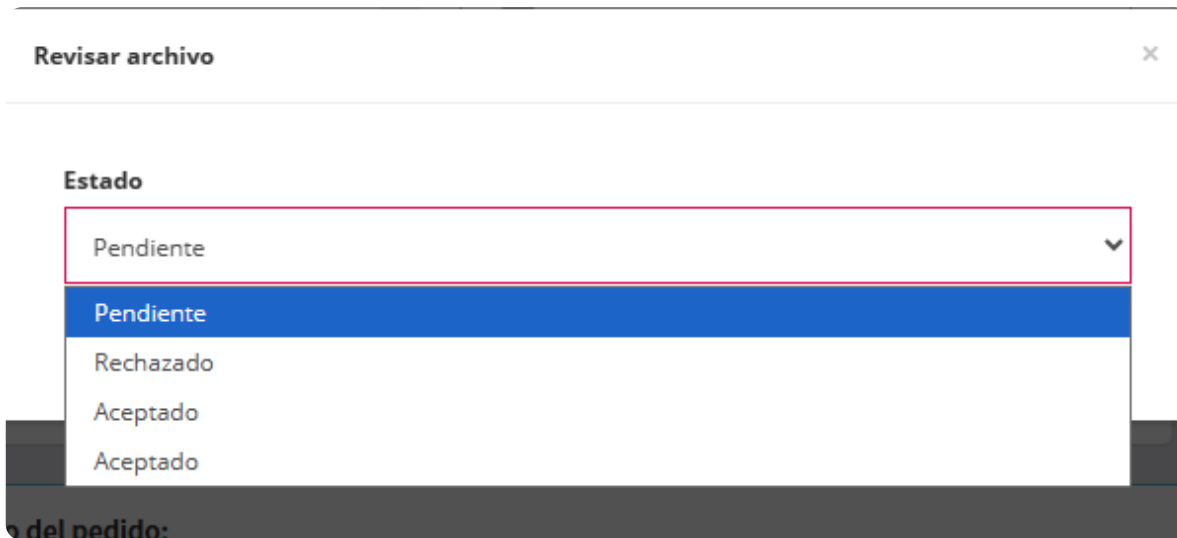 Revisar archivo
×
Estado
Pendiente
Pendiente
Rechazado
Aceptado
Aceptado
del pedido: